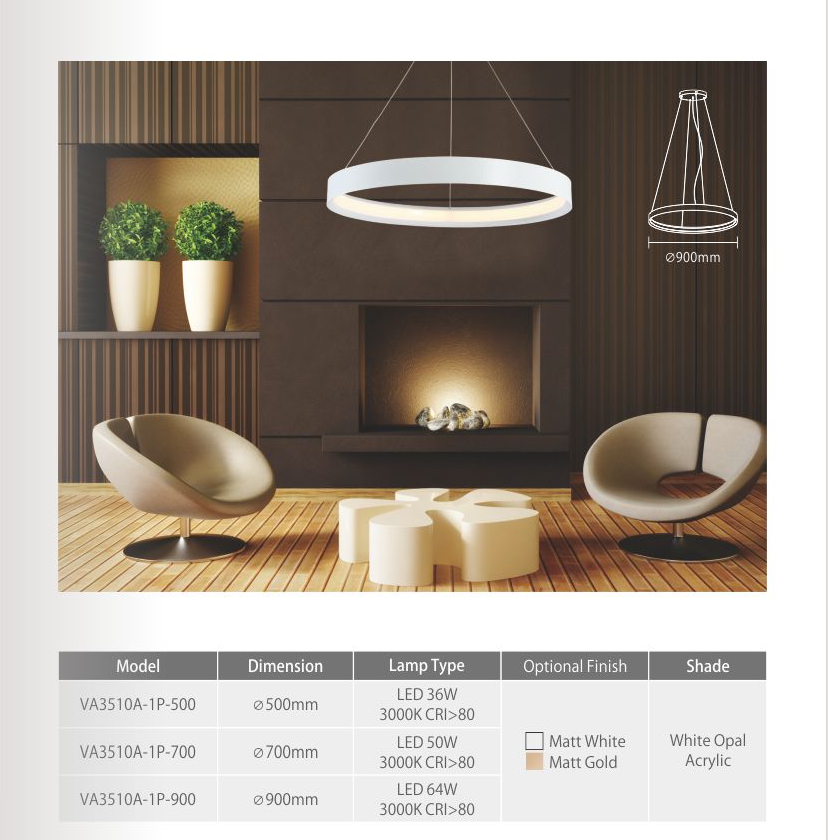 ⌀900mm
Model Dimension Lamp Type Optional Finish Shade
VA3510A-1P-500 ⌀500mm LED 36W
3000K CRI>80
VA3510A-1P-700 ⌀700mm LED 50W
3000K CRI>80
VA3510A-1P-900 ⌀900mm LED 64W
3000K CRI>80
Matt White
Matt Gold
White Opal
Acrylic